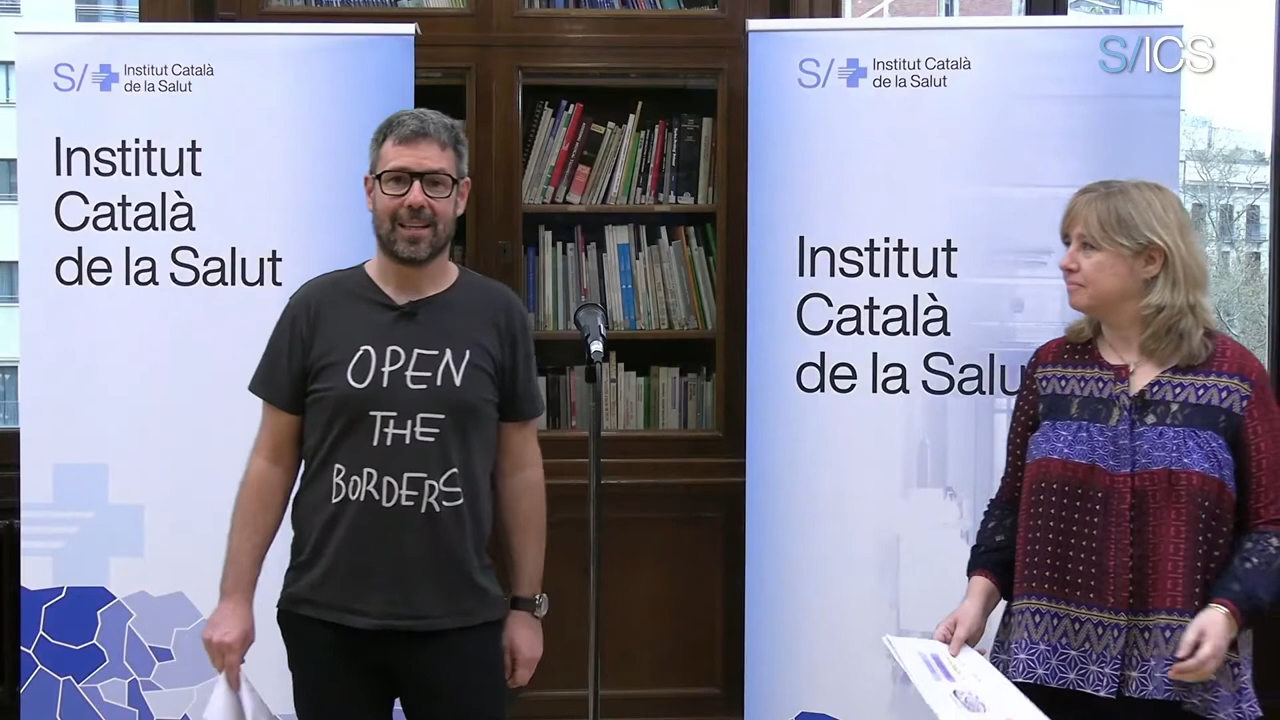 S/ICS
S/ Institut Català
de la Salut
Institut
Català
de la Salut
S/ Institut Català
de la Salut
Institut
Català
de la Salu
OPEN
THE
BORDERS